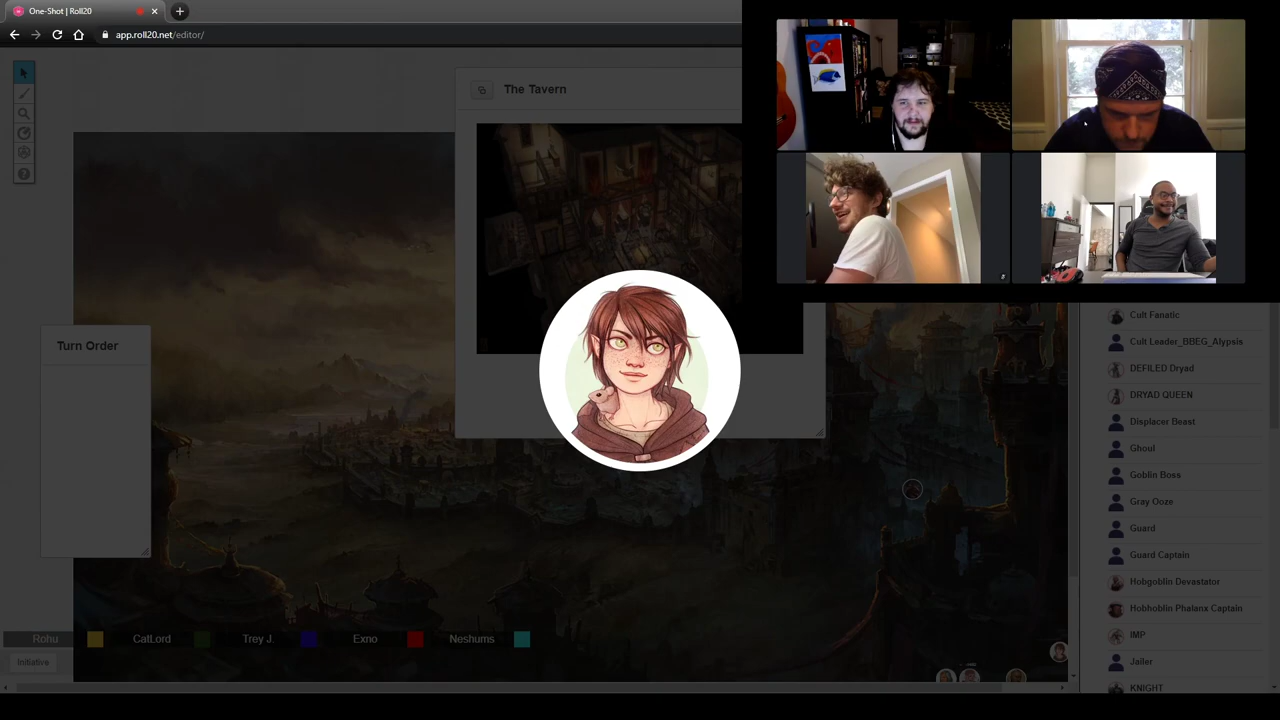 One-Shot | Roll20
app.roll20.net/editor/
The Tavern
Turn Order
Cult Fanatic
Cult Leader_BBEG_Alypsis
DEFILED Dryad
DRYAD QUEEN
Displacer Beast
Ghoul
Goblin Boss
Gray Ooze
Guard
Guard Captain
Hobgoblin Devastator
Hobhoblin Phalanx Captain
IMP
Jailer
KNIGHT
Rohu
CatLord
Trey J.
Exno
Neshums
Initiative